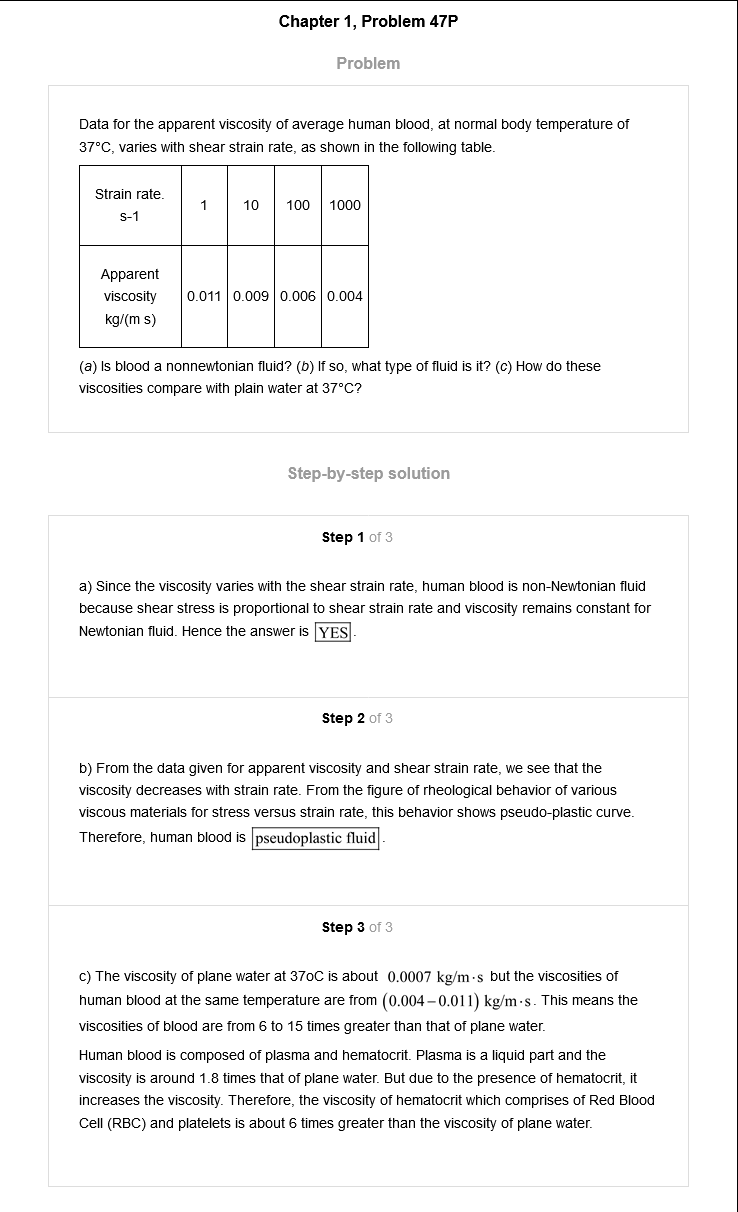 Chapter 1, Problem 47P
Problem
Data for the apparent viscosity of average human blood, at normal body temperature of
37°C, varies with shear strain rate, as shown in the following table.
Strain rate.
s-1
1
10
100
1000
Apparent
viscosity
kg/(m s)
0.011
0.009
0.006
0.004
(a) Is blood a nonnewtonian fluid? (b) If so, what type of fluid is it? (c) How do these
viscosities compare with plain water at 37°C?
Step-by-step solution
Step 1 of 3
a) Since the viscosity varies with the shear strain rate, human blood is non-Newtonian fluid
because shear stress is proportional to shear strain rate and viscosity remains constant for
Newtonian fluid. Hence the answer is YES.
Step 2 of 3
b) From the data given for apparent viscosity and shear strain rate, we see that the
viscosity decreases with strain rate. From the figure of rheological behavior of various
viscous materials for stress versus strain rate, this behavior shows pseudo-plastic curve.
Therefore, human blood is pseudoplastic fluid.
Step 3 of 3
c) The viscosity of plane water at 37oC is about 0.0007 kg/m·s but the viscosities of
human blood at the same temperature are from (0.004–0.011) kg/m·s. This means the
viscosities of blood are from 6 to 15 times greater than that of plane water.
Human blood is composed of plasma and hematocrit. Plasma is a liquid part and the
viscosity is around 1.8 times that of plane water. But due to the presence of hematocrit, it
increases the viscosity. Therefore, the viscosity of hematocrit which comprises of Red Blood
Cell (RBC) and platelets is about 6 times greater than the viscosity of plane water.